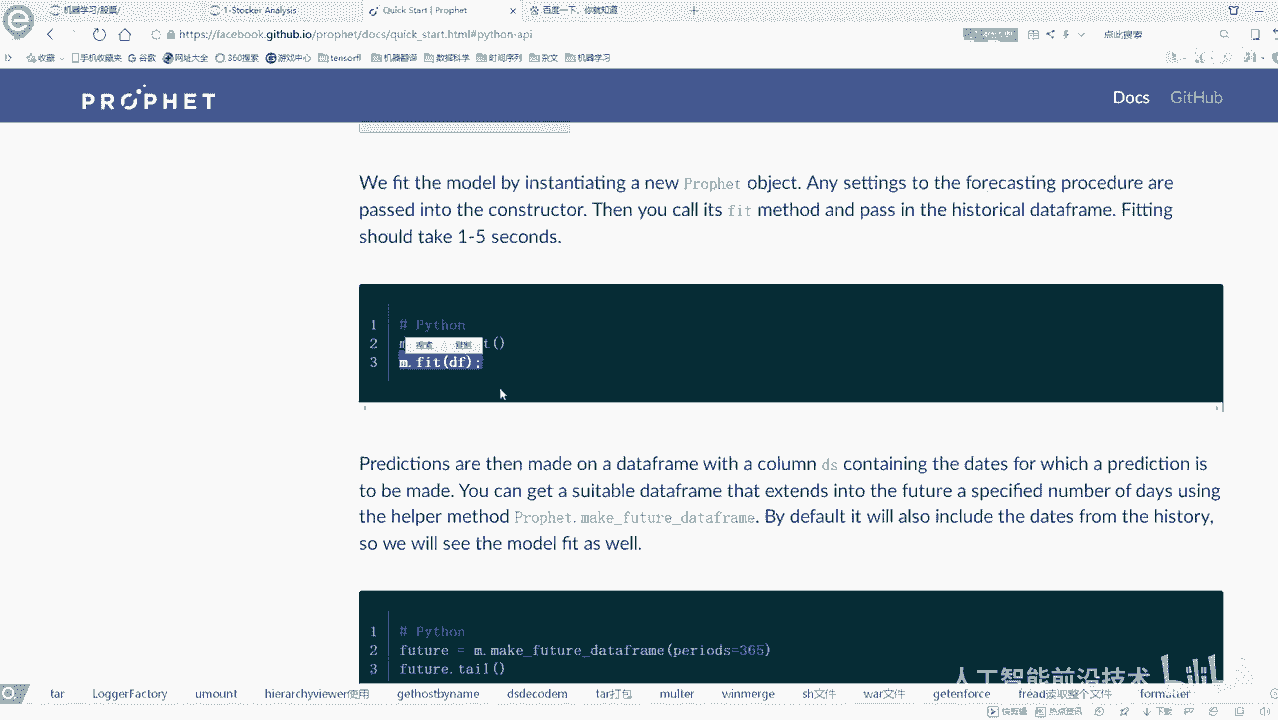 机器学习/股票/
1-Stocker Analysis
Quick Start | Prophet
百度一下，你就知道
https://facebook.github.io/prophet/docs/quick_start.html#python-api
点此搜索
收藏
手机收藏夹
谷歌
网址大全
360搜索
游戏中心
tensorfl
机器翻译
数据科学
时间序列
杂文
机器学习
PROPHET
Docs
GitHub
We fit the model by instantiating a new Prophet object. Any settings to the forecasting procedure are
passed into the constructor. Then you call its fit method and pass in the historical dataframe. Fitting
should take 1-5 seconds.
1 # Python
2 t()
3 m.fit(df);
Predictions are then made on a dataframe with a column ds containing the dates for which a prediction is
to be made. You can get a suitable dataframe that extends into the future a specified number of days using
the helper method Prophet.make_future_dataframe. By default it will also include the dates from the history,
so we will see the model fit as well.
1 # Python
2 future = m.make_future_dataframe(periods=365)
3 future.tail()
人工智能前沿技术
tar
LoggerFactory
umount
hierarchyviewer使用
gethostbyname
dsdecodem
tar打包
multer
winmerge
sh文件
war文件
getenforce
fread读取整个文件
formatter
快剪辑
热点资讯
下载